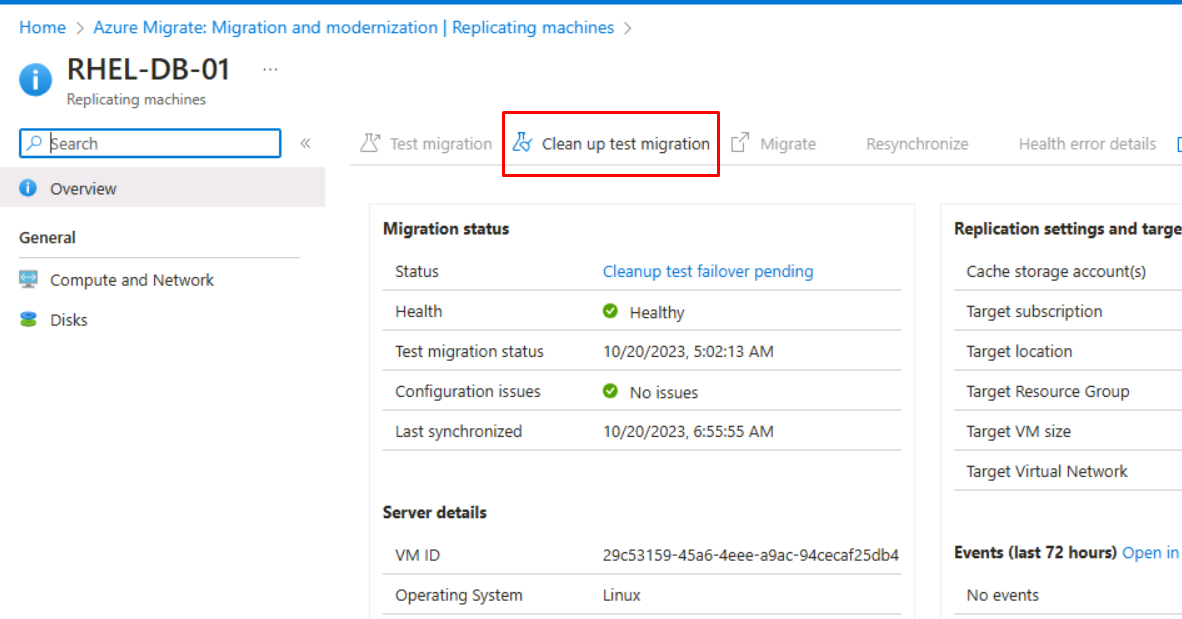 Home > Azure Migrate: Migration and modernization | Replicating machines >
RHEL-DB-01 ...
Replicating machines
Search «
Overview
General
Compute and Network
Disks
Test migration Clean up test migration Migrate Resynchronize Health error details
Migration status
Status Cleanup test failover pending
Health Healthy
Test migration status 10/20/2023, 5:02:13 AM
Configuration issues No issues
Last synchronized 10/20/2023, 6:55:55 AM
Server details
VM ID 29c53159-45a6-4eee-a9ac-94cecaf25db4
Operating System Linux
Replication settings and targe
Cache storage account(s)
Target subscription
Target location
Target Resource Group
Target VM size
Target Virtual Network
Events (last 72 hours) Open in
No events